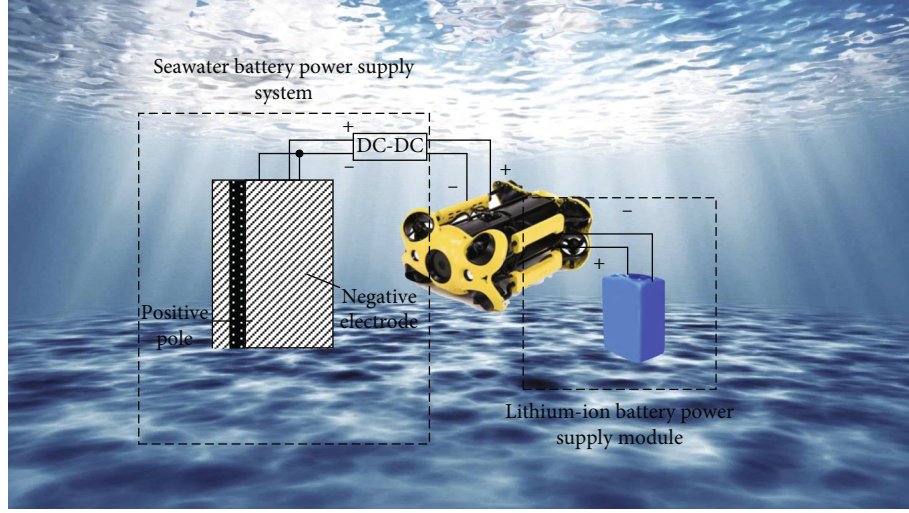 Seawater battery power supply
system
+
DC-DC
−
−
+
−
+
Negative
electrode
Positive
pole
Lithium-ion battery power
supply module